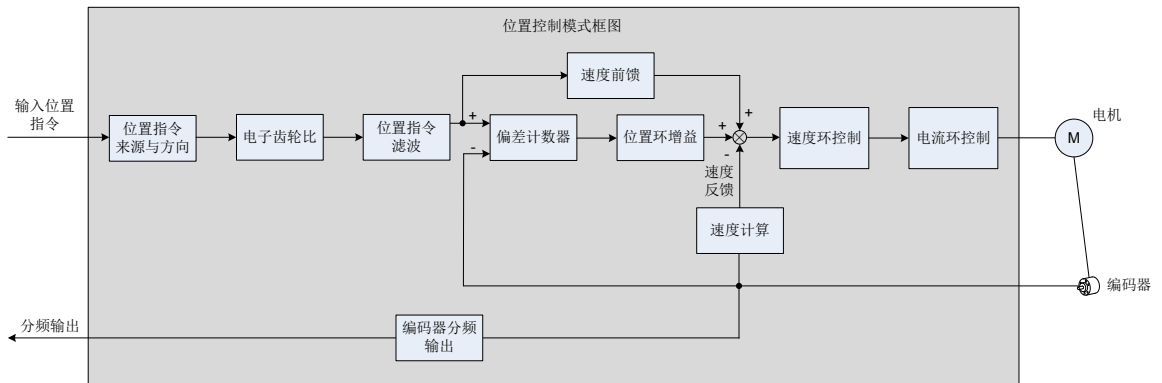 位置控制模式框图
速度前馈
输入位置
指令
位置指令
来源与方向
电子齿轮比
位置指令
滤波
+
-
偏差计数器
位置环增益
+
+
-
速度
反馈
速度环控制
电流环控制
电机
M
速度计算
编码器
分频输出
编码器分频
输出